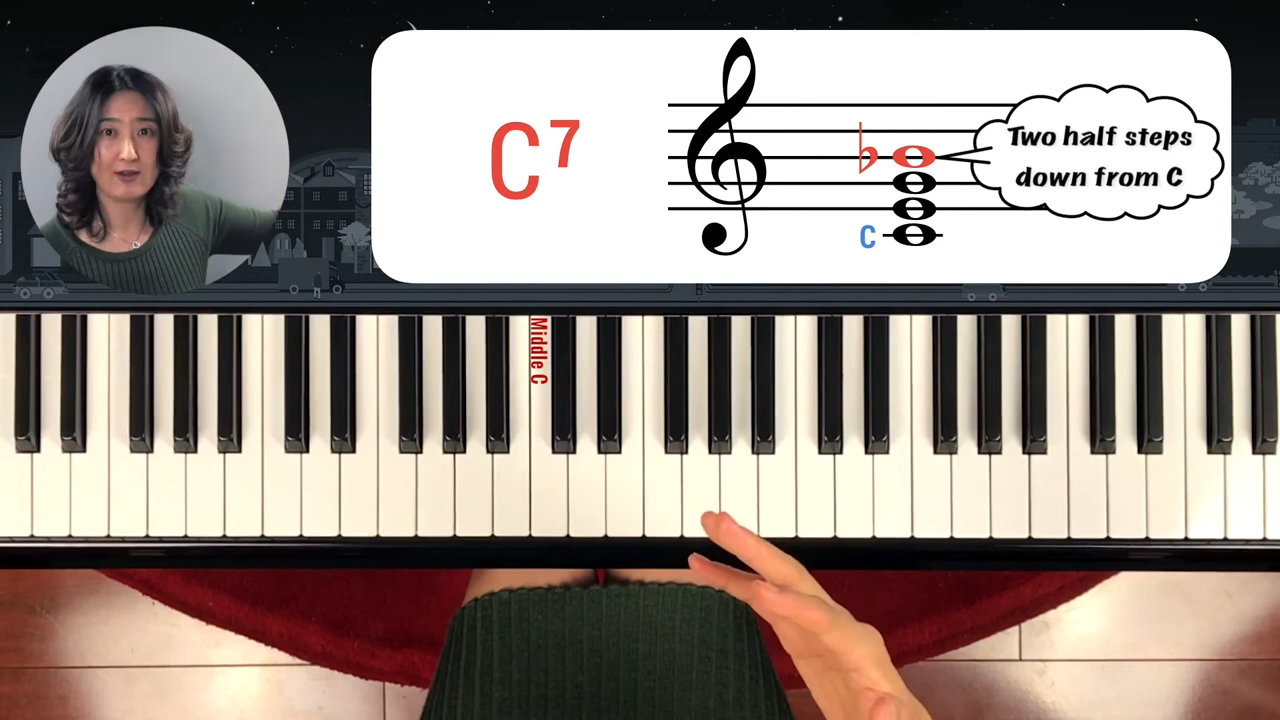 C⁷
♭
Two half steps
down from C
C
Middle C